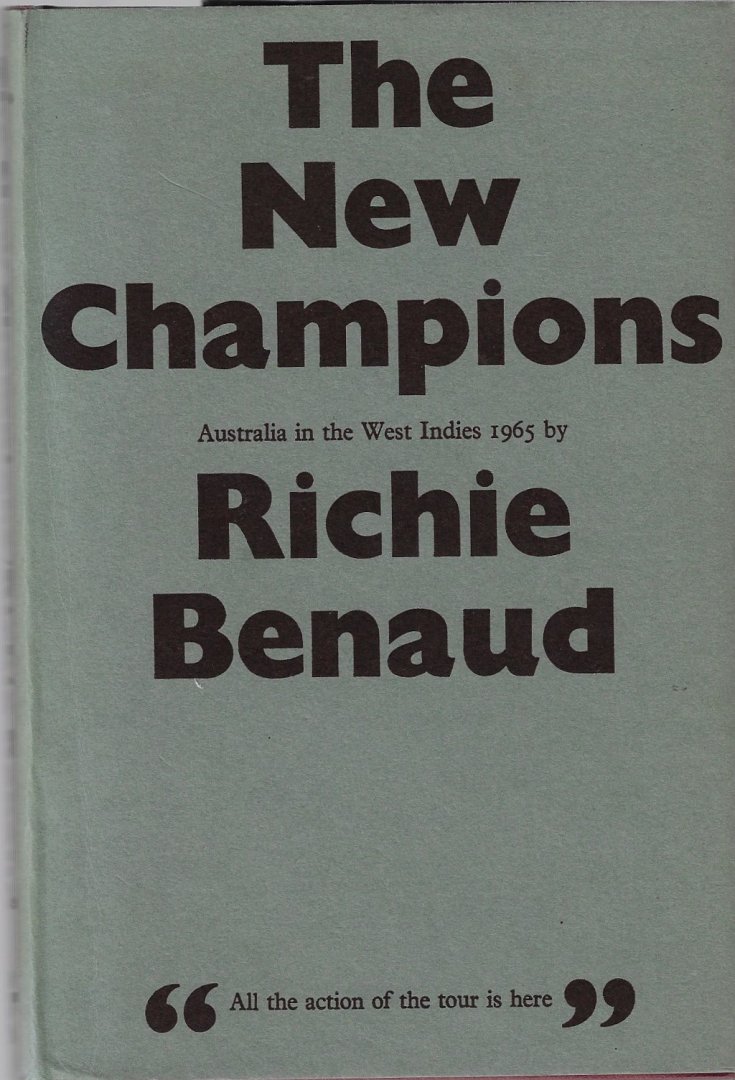 The
New
Champions
Australia in the West Indies 1965 by
Richie
Benaud
“ All the action of the tour is here ”